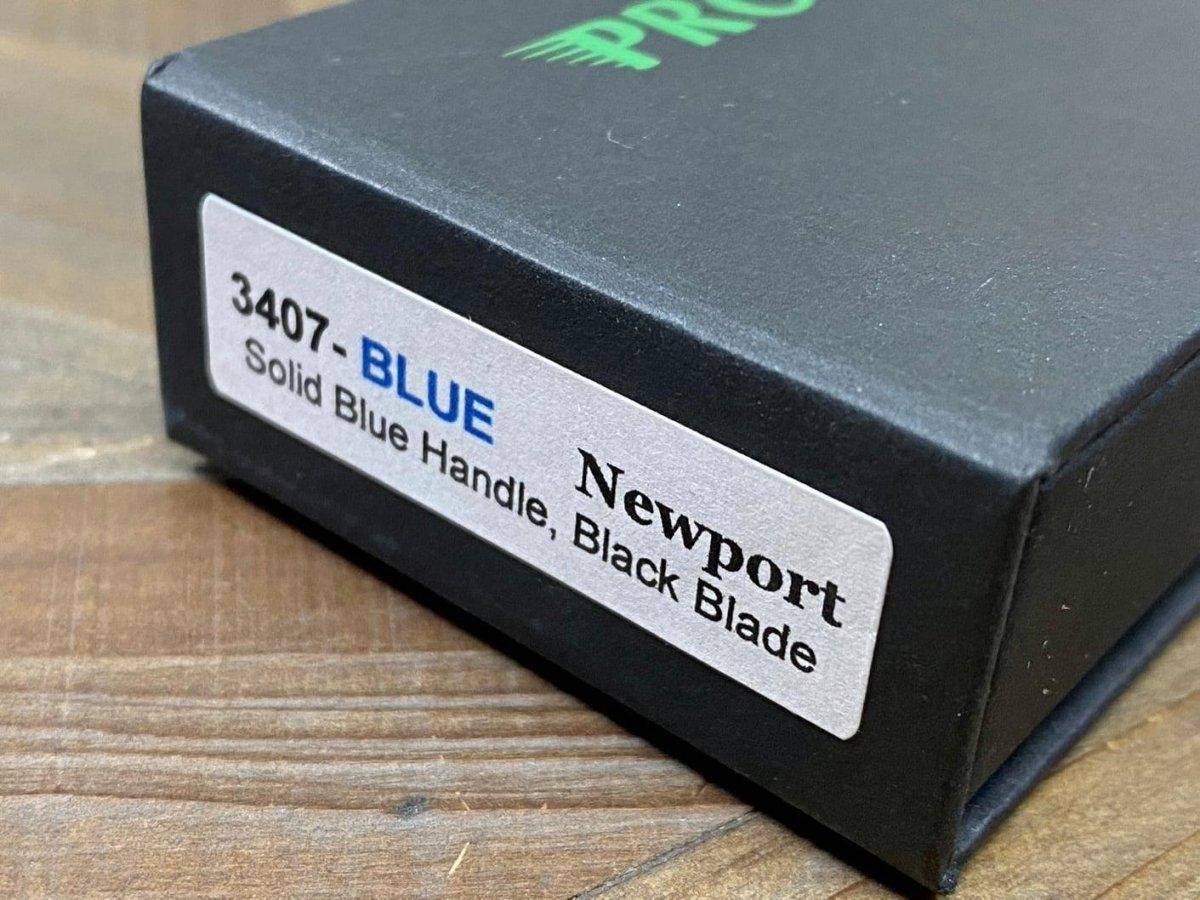 3407-BLUE
Newport
Solid Blue Handle, Black Blade